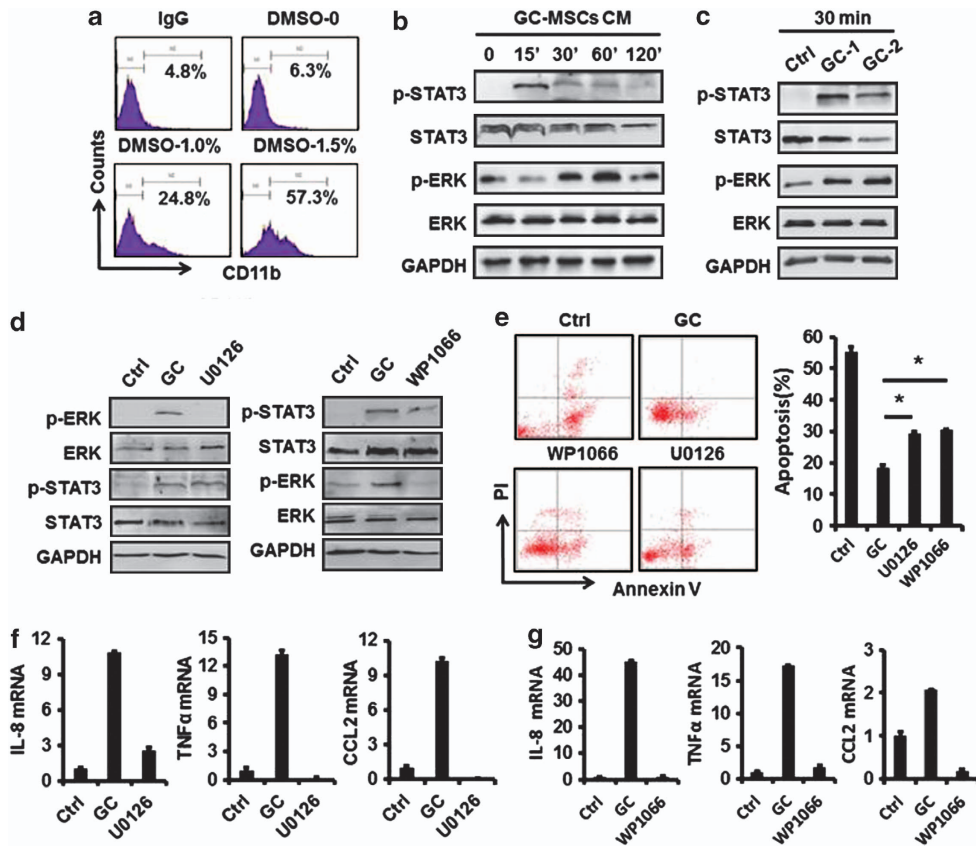 a
IgG
DMSO-0
4.8%
6.3%
DMSO-1.0%
DMSO-1.5%
24.8%
57.3%
Counts
CD11b
b
GC-MSCs CM
0 15' 30' 60' 120'
p-STAT3
STAT3
p-ERK
ERK
GAPDH
c
30 min
Ctrl GC-1 GC-2
p-STAT3
STAT3
p-ERK
ERK
GAPDH
d
Ctrl GC U0126
p-ERK
ERK
p-STAT3
STAT3
GAPDH
Ctrl GC WP1066
p-STAT3
STAT3
p-ERK
ERK
GAPDH
e
Ctrl
GC
WP1066
U0126
PI
Annexin V
Apoptosis(%)
60
50
40
30
20
10
0
*
*
Ctrl
GC
U0126
WP1066
f
IL-8 mRNA
12
9
6
3
0
Ctrl
GC
U0126
TNFα mRNA
15
12
9
6
3
0
Ctrl
GC
U0126
CCL2 mRNA
12
9
6
3
0
Ctrl
GC
U0126
g
IL-8 mRNA
50
40
30
20
10
0
Ctrl
GC
WP1066
TNFα mRNA
20
15
10
5
0
Ctrl
GC
WP1066
CCL2 mRNA
3
2
1
0
Ctrl
GC
WP1066